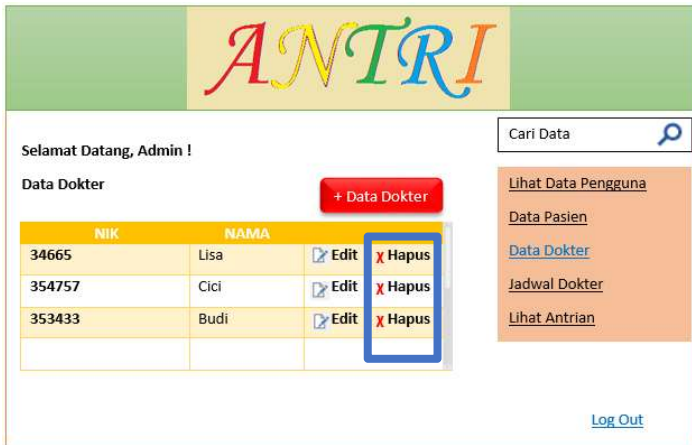 ANTRI
Cari Data
Selamat Datang, Admin !
Data Dokter
+ Data Dokter
NIK NAMA
34665 Lisa Edit χ Hapus
354757 Cici Edit χ Hapus
353433 Budi Edit χ Hapus
Lihat Data Pengguna
Data Pasien
Data Dokter
Jadwal Dokter
Lihat Antrian
Log Out